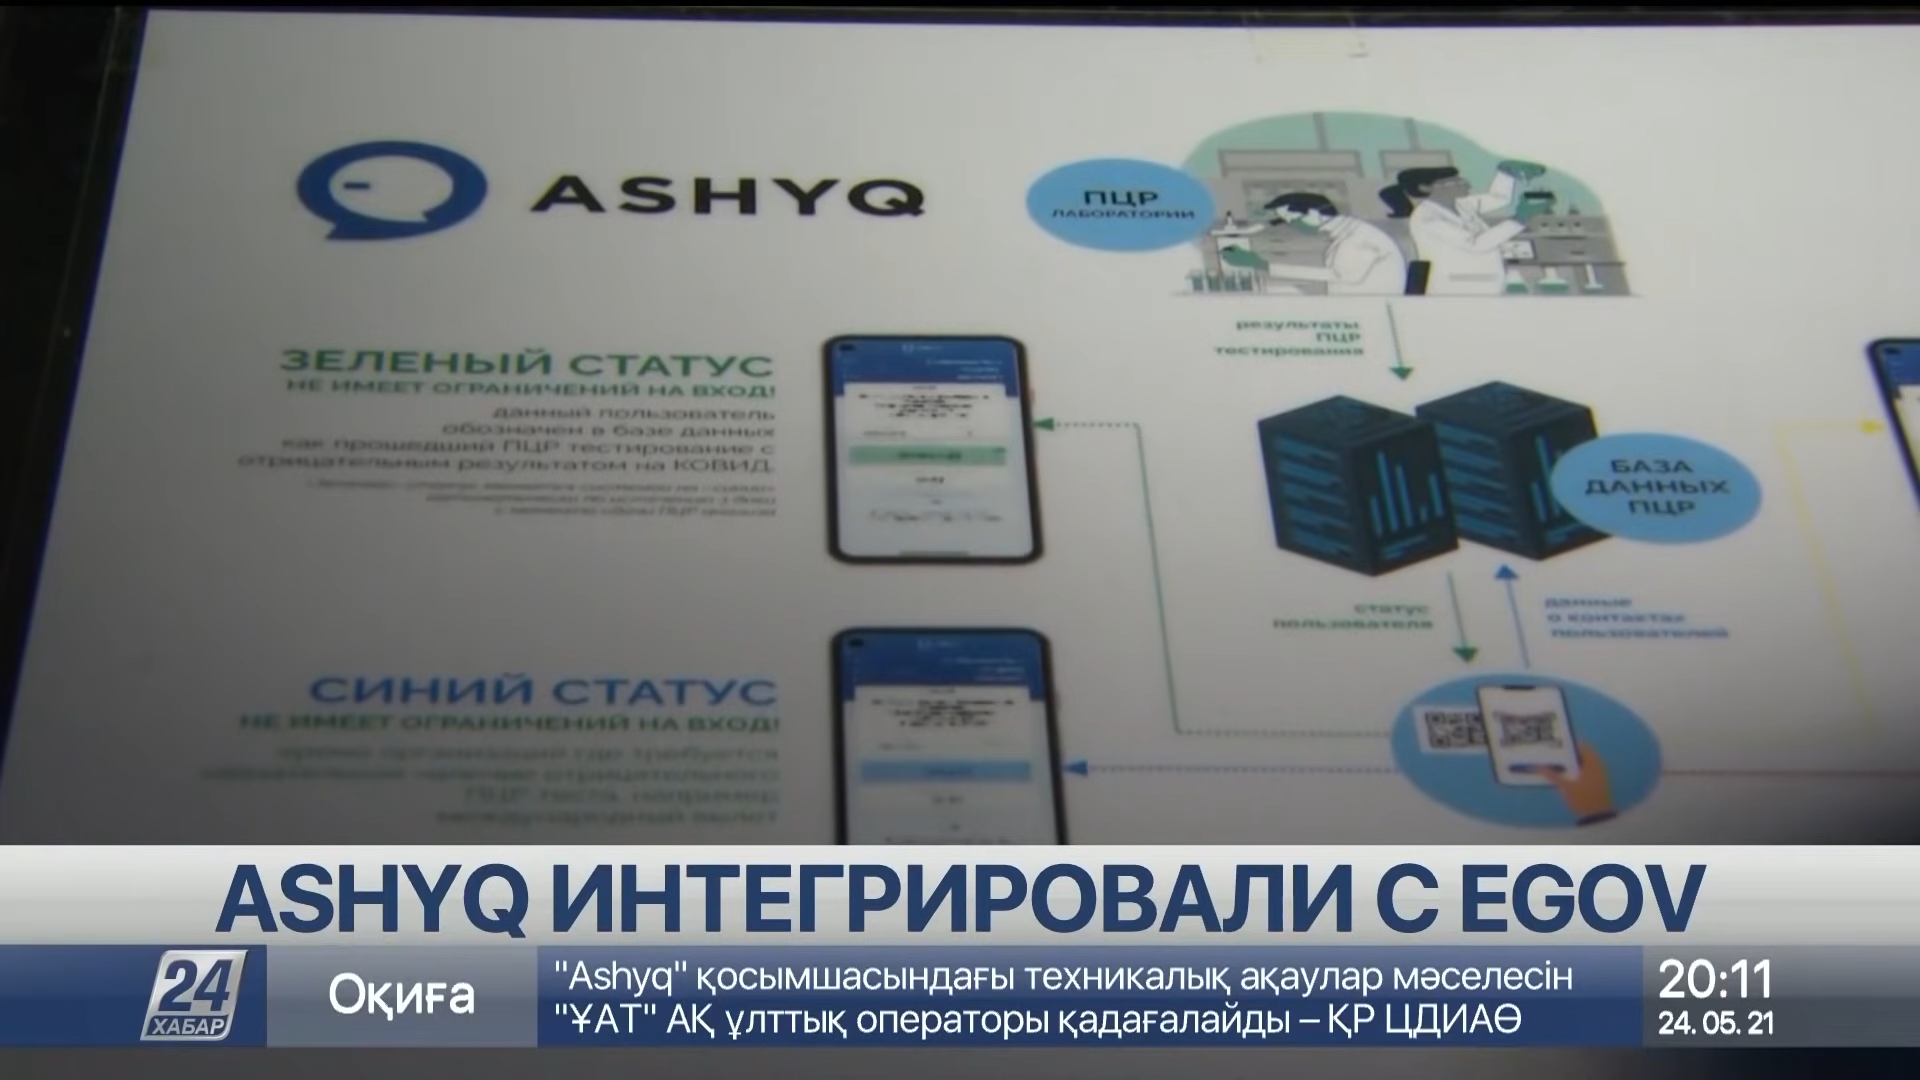 ASHYQ
ПЦР
ЛАБОРАТОРИИ
результаты
ПЦР
тестирования
ЗЕЛЕНЫЙ СТАТУС
НЕ ИМЕЕТ ОГРАНИЧЕНИЙ НА ВХОД!
данный пользователь
обозначен в базе данных
как прошедший ПЦР тестирование с
отрицательным результатом на КОВИД.
БАЗА
ДАННЫХ
ПЦР
статус
пользователя
данные
о контактах
пользователей
СИНИЙ СТАТУС
НЕ ИМЕЕТ ОГРАНИЧЕНИЙ НА ВХОД!
ASHYQ ИНТЕГРИРОВАЛИ С EGOV
24
ХАБАР
Оқиға
"Ashyq" қосымшасындағы техникалық ақаулар мәселесін
"ҰАТ" АҚ ұлттық операторы қадағалайды – ҚР ЦДИАӨ
20:11
24. 05. 21